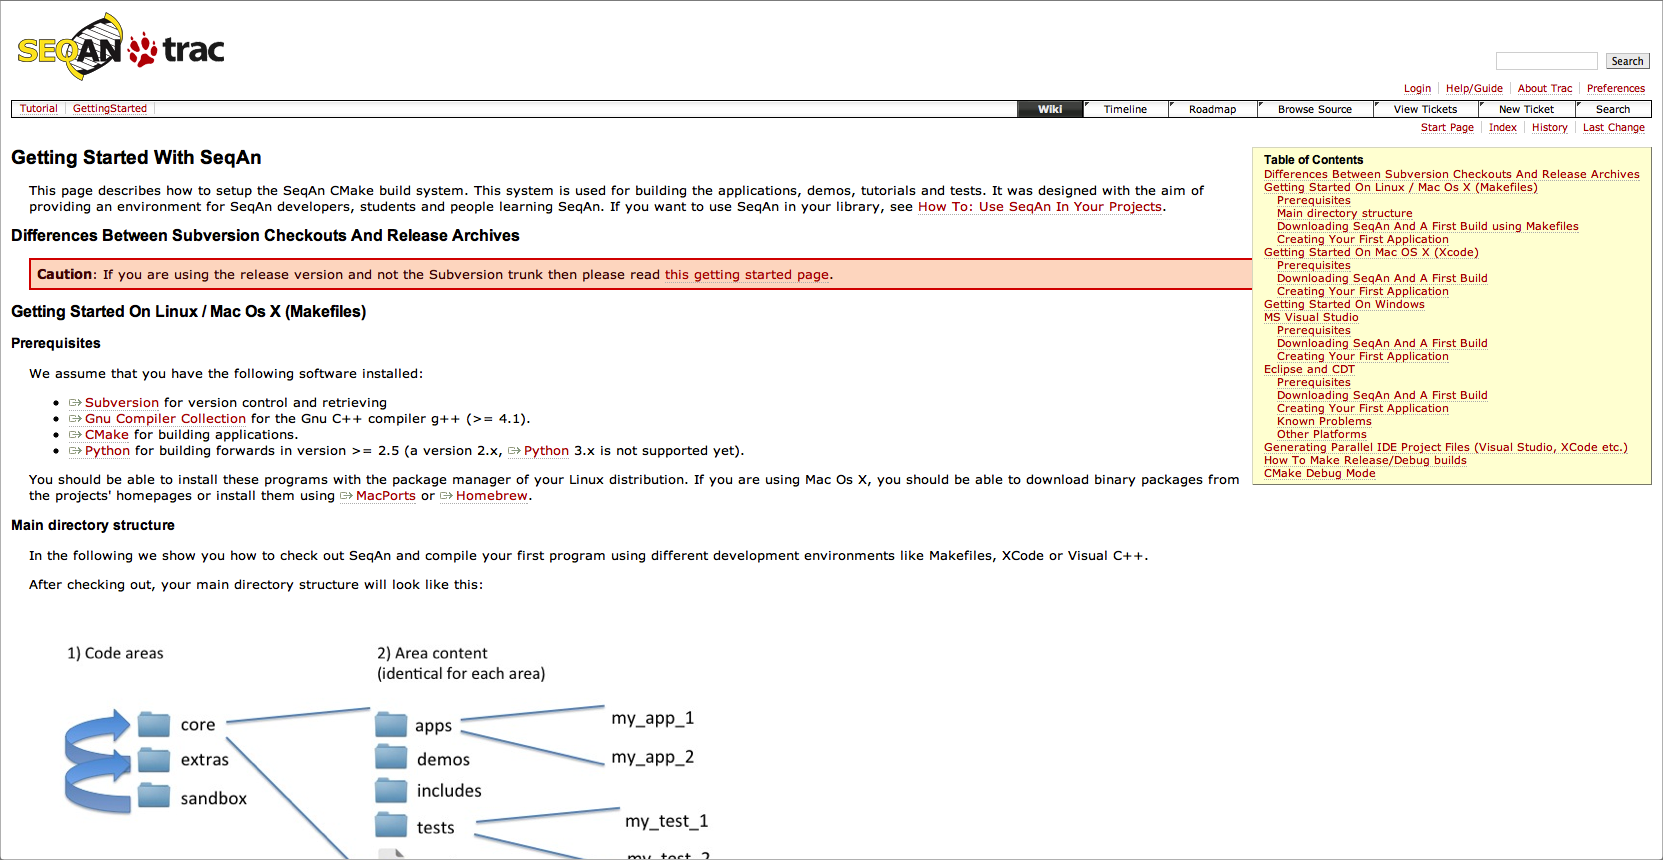 SEQAN trac
Search
Login Help/Guide About Trac Preferences
Tutorial GettingStarted Wiki Timeline Roadmap Browse Source View Tickets New Ticket Search
Start Page Index History Last Change
Getting Started With SeqAn
This page describes how to setup the SeqAn CMake build system. This system is used for building the applications, demos, tutorials and tests. It was designed with the aim of
providing an environment for SeqAn developers, students and people learning SeqAn. If you want to use SeqAn in your library, see How To: Use SeqAn In Your Projects.
Differences Between Subversion Checkouts And Release Archives
Caution: If you are using the release version and not the Subversion trunk then please read this getting started page.
Getting Started On Linux / Mac Os X (Makefiles)
Prerequisites
We assume that you have the following software installed:
Subversion for version control and retrieving
Gnu Compiler Collection for the Gnu C++ compiler g++ (>= 4.1).
CMake for building applications.
Python for building forwards in version >= 2.5 (a version 2.x, Python 3.x is not supported yet).
You should be able to install these programs with the package manager of your Linux distribution. If you are using Mac Os X, you should be able to download binary packages from
the projects' homepages or install them using MacPorts or Homebrew.
Main directory structure
In the following we show you how to check out SeqAn and compile your first program using different development environments like Makefiles, XCode or Visual C++.
After checking out, your main directory structure will look like this:
Table of Contents
Differences Between Subversion Checkouts And Release Archives
Getting Started On Linux / Mac Os X (Makefiles)
Prerequisites
Main directory structure
Downloading SeqAn And A First Build using Makefiles
Creating Your First Application
Getting Started On Mac OS X (Xcode)
Prerequisites
Downloading SeqAn And A First Build
Creating Your First Application
Getting Started On Windows
MS Visual Studio
Prerequisites
Downloading SeqAn And A First Build
Creating Your First Application
Eclipse and CDT
Prerequisites
Downloading SeqAn And A First Build
Creating Your First Application
Known Problems
Other Platforms
Generating Parallel IDE Project Files (Visual Studio, XCode etc.)
How To Make Release/Debug builds
CMake Debug Mode
1) Code areas
core
extras
sandbox
2) Area content
(identical for each area)
apps
demos
includes
tests
my_app_1
my_app_2
my_test_1
my_test_2